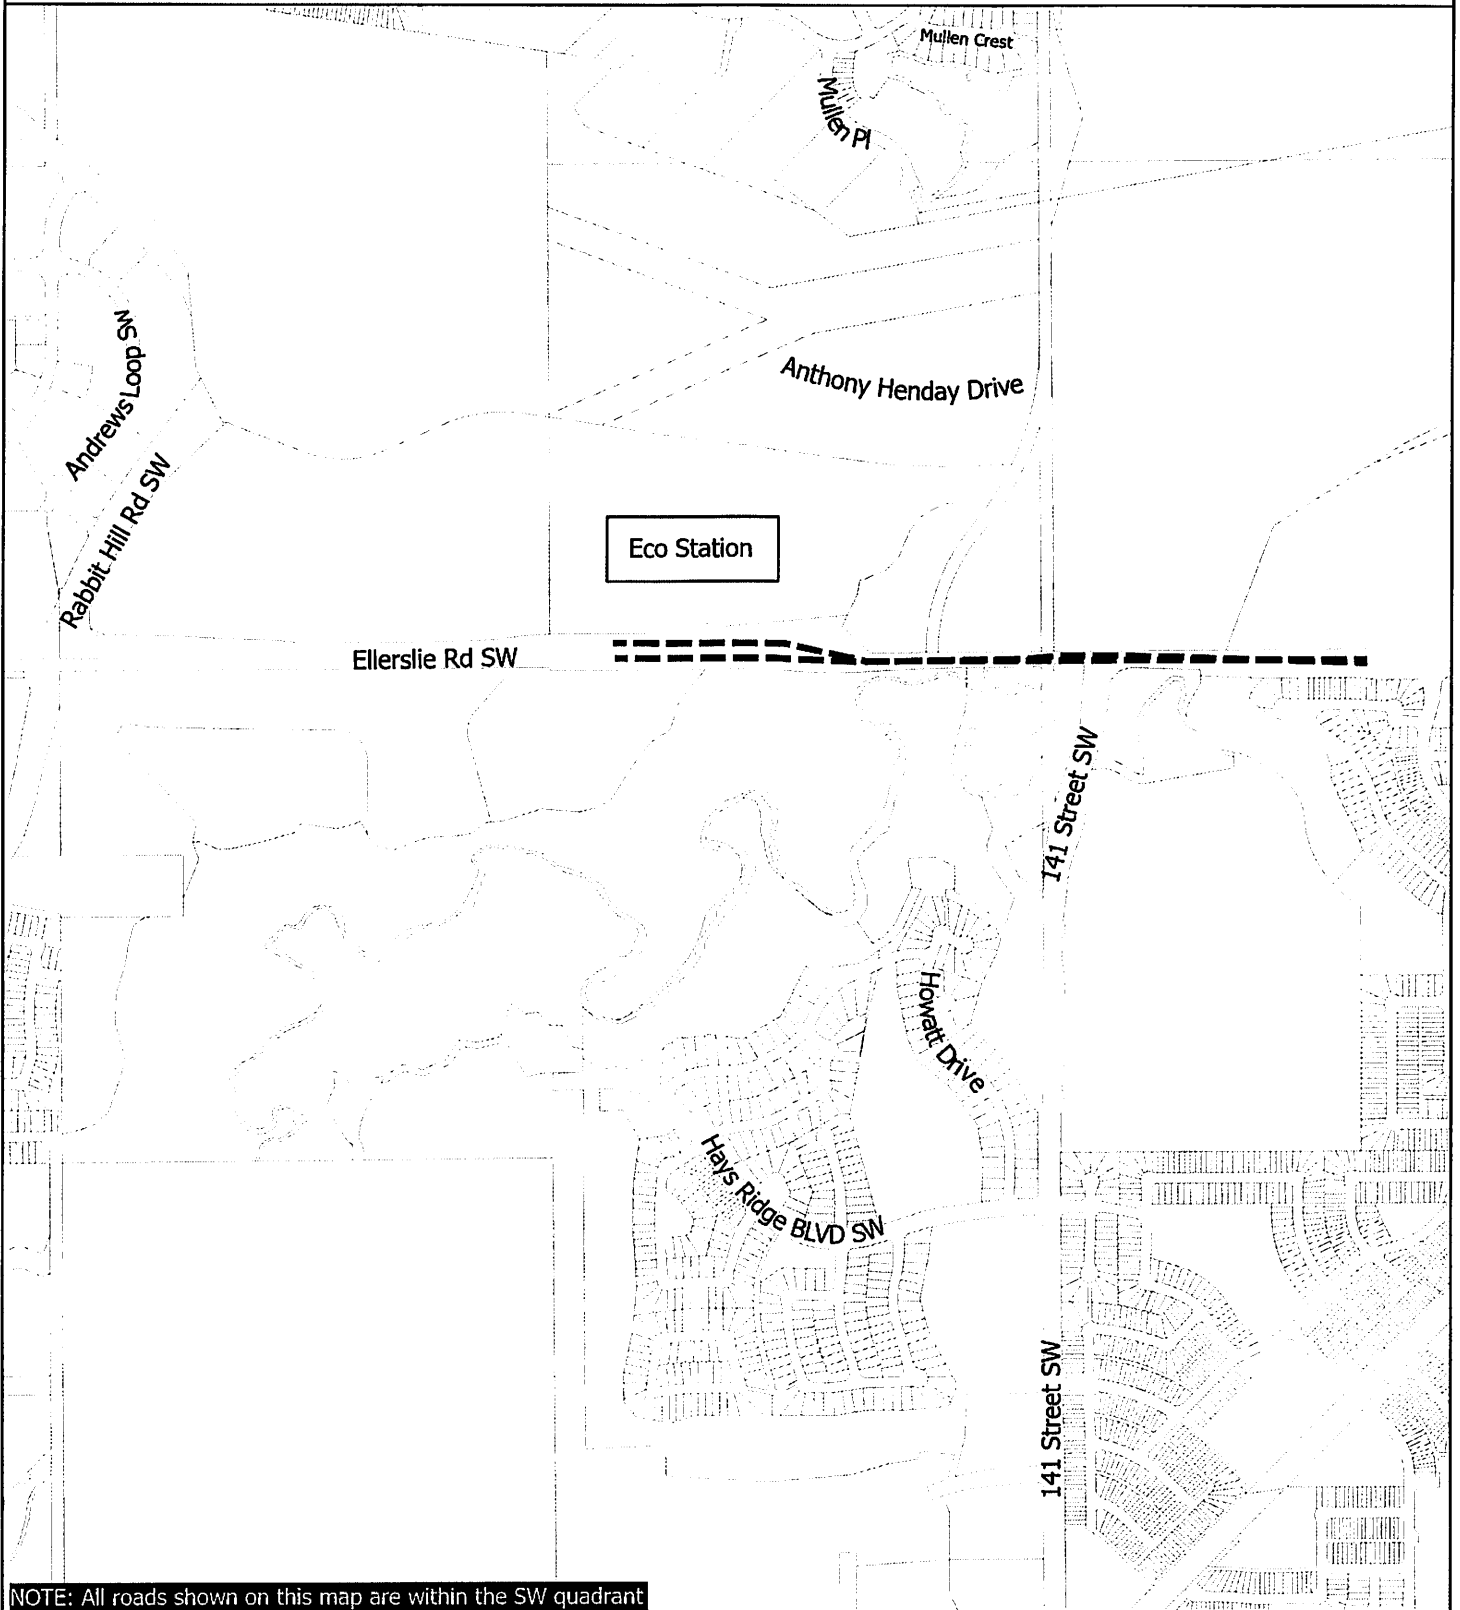 Mullen Crest
Mullen Pl
Anthony Henday Drive
Andrews Loop SW
Rabbit Hill Rd SW
Eco Station
Ellerslie Rd SW
141 Street SW
Howatt Drive
Hays Ridge BLVD SW
141 Street SW
NOTE: All roads shown on this map are within the SW quadrant